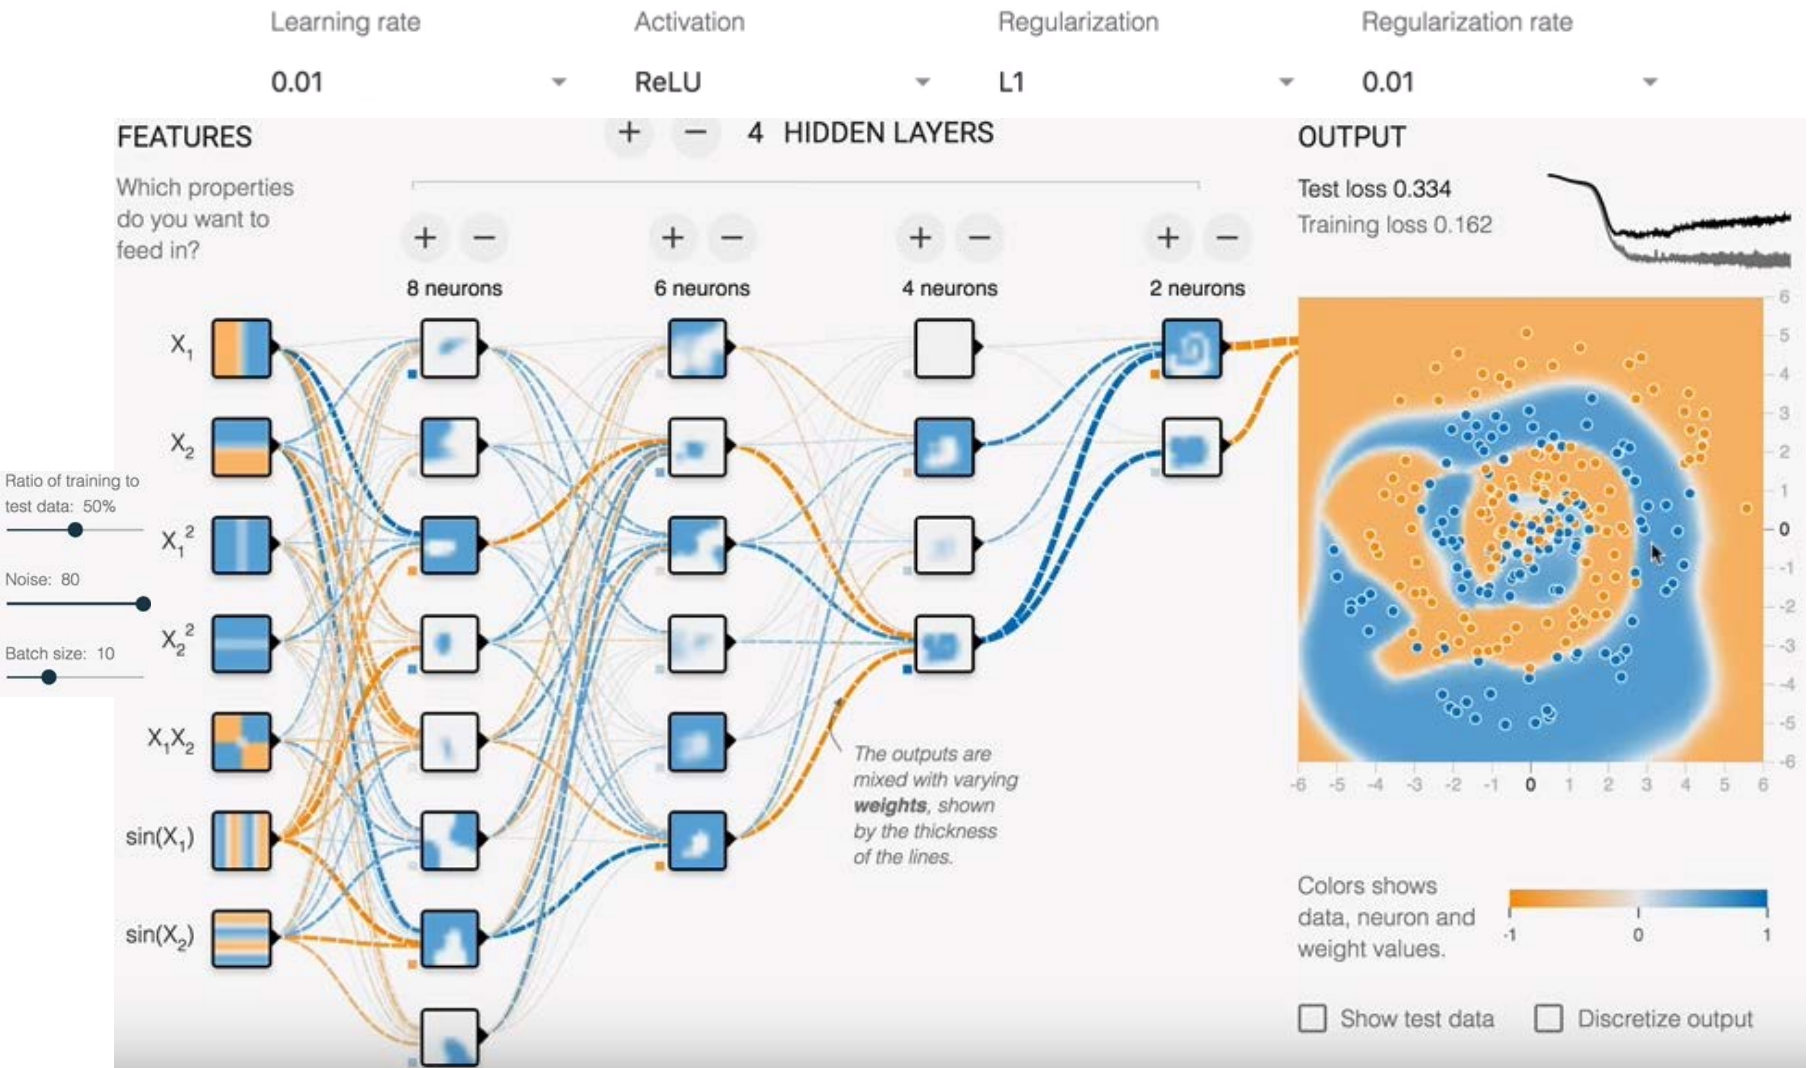 Learning rate
Activation
Regularization
Regularization rate
0.01
ReLU
L1
0.01
FEATURES
+ − 4 HIDDEN LAYERS
OUTPUT
Which properties
do you want to
feed in?
Test loss 0.334
Training loss 0.162
+ −
+ −
+ −
+ −
8 neurons
6 neurons
4 neurons
2 neurons
X₁
X₂
X₁²
X₂²
X₁X₂
sin(X₁)
sin(X₂)
Ratio of training to
test data: 50%
Noise: 80
Batch size: 10
The outputs are
mixed with varying
weights, shown
by the thickness
of the lines.
6
5
4
3
2
1
0
-1
-2
-3
-4
-5
-6
-6 -5 -4 -3 -2 -1 0 1 2 3 4 5 6
Colors shows
data, neuron and
weight values.
-1 0 1
Show test data
Discretize output